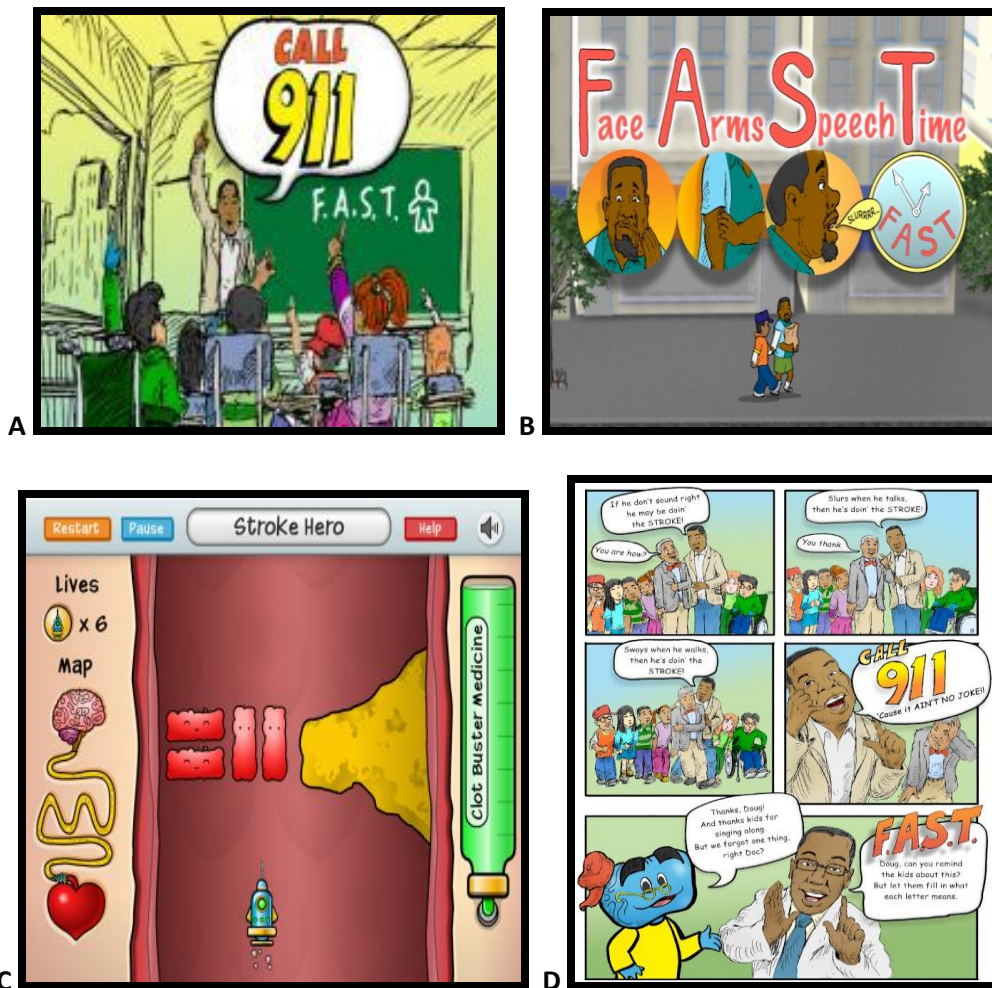 CALL
911
F.A.S.T.
A
Face Arms Speech Time
SLURRRR...
FAST
B
Restart
Pause
Stroke Hero
Help
Lives
x 6
Map
Clot Buster Medicine
C
If he don't sound right
he may be doin'
the STROKE!
You are how?
Slurs when he talks,
then he's doin' the STROKE!
You thank.
Sways when he walks,
then he's doin' the
STROKE!
CALL
911
'Cause it AIN'T NO JOKE!!
Thanks, Doug!
And thanks kids for
singing along.
But we forgot one thing,
right Doc?
F.A.S.T.
Doug, can you remind
the kids about this?
But let them fill in what
each letter means.
D